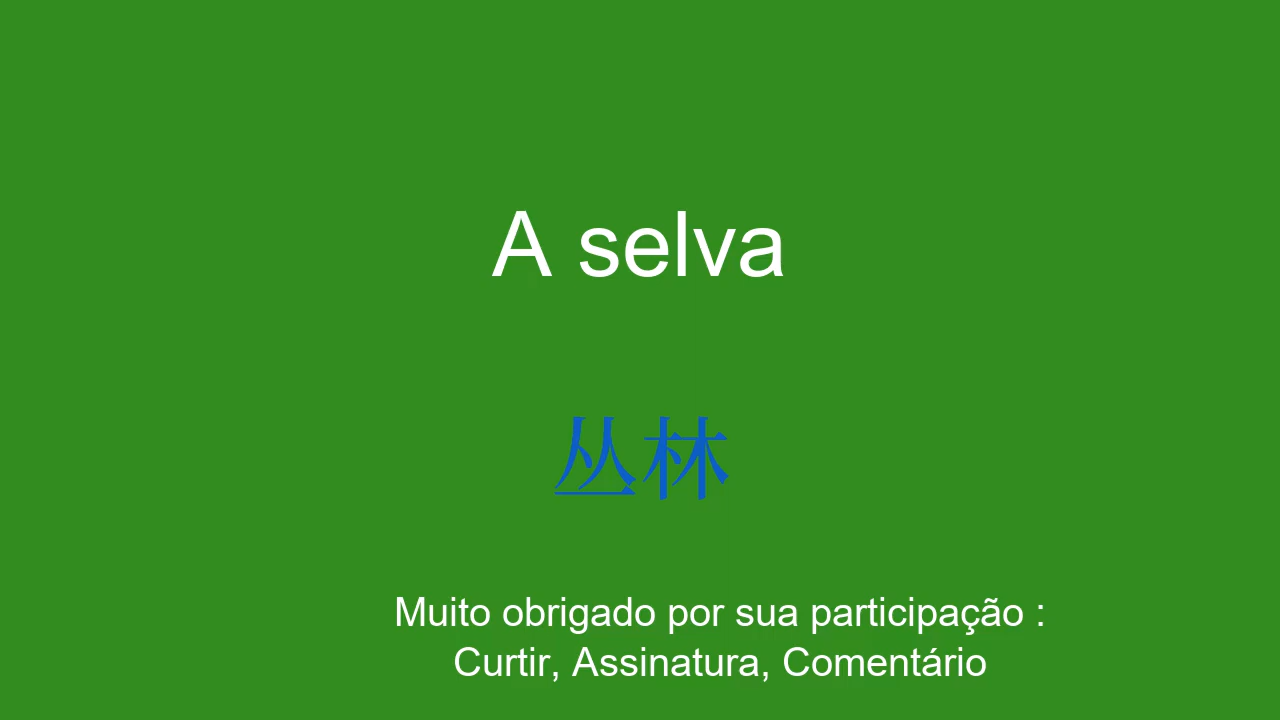 A selva
丛林
Muito obrigado por sua participação :
Curtir, Assinatura, Comentário